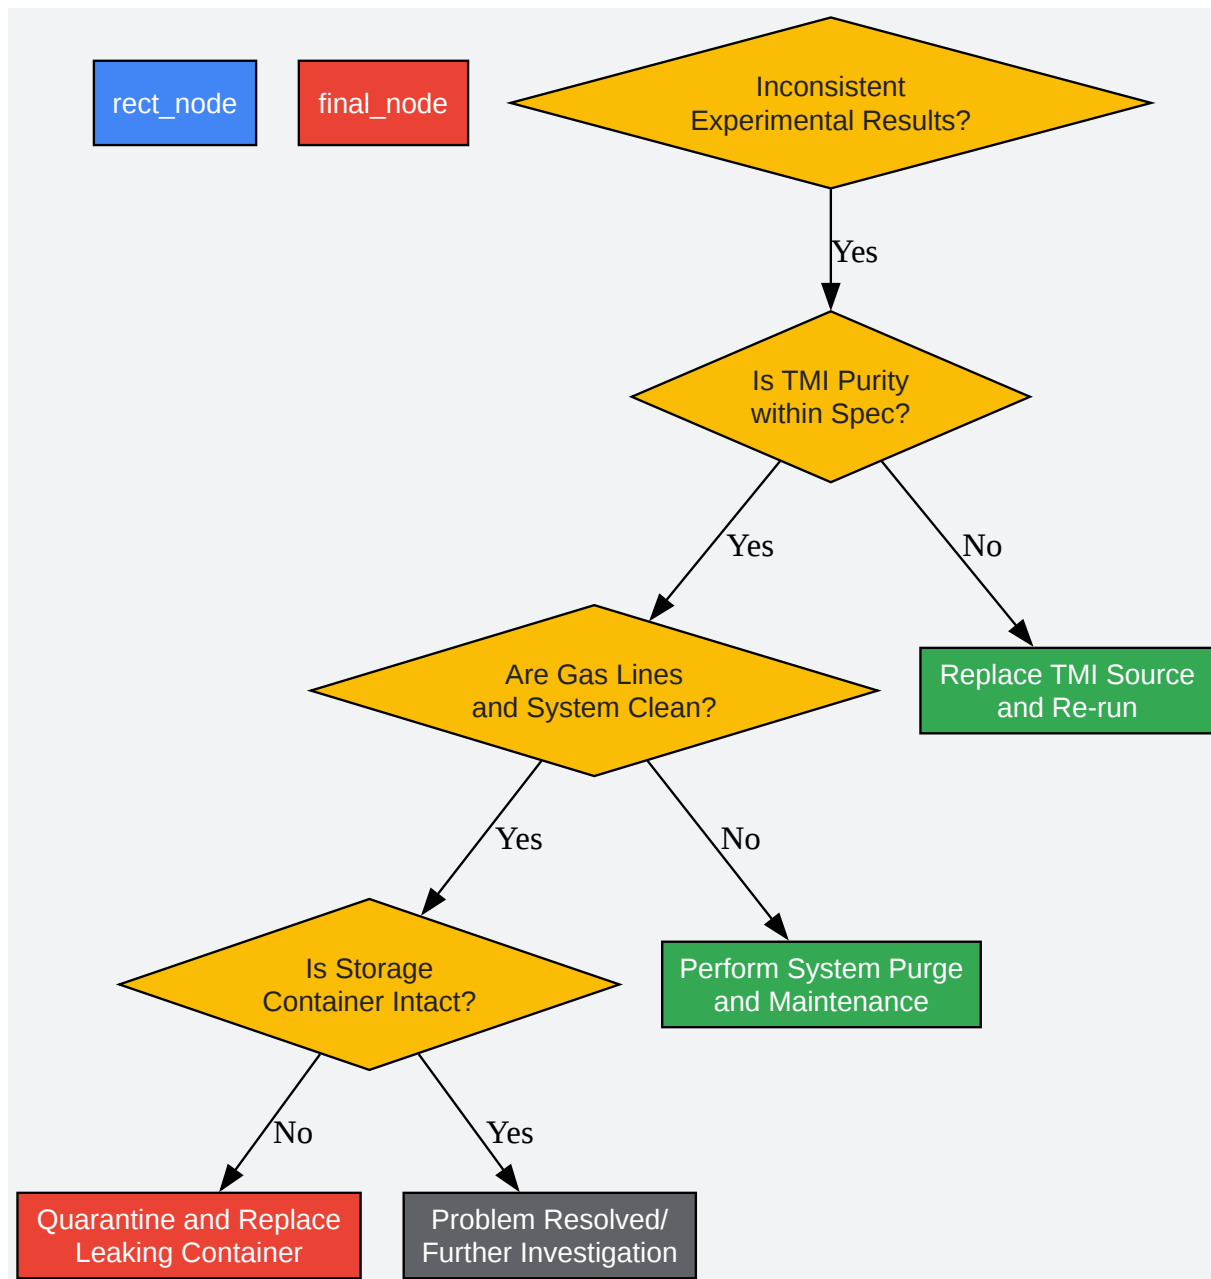 rect_node
final_node
Inconsistent
Experimental Results?
Yes
Is TMI Purity
within Spec?
Yes
No
Are Gas Lines
and System Clean?
Replace TMI Source
and Re-run
Yes
No
Is Storage
Container Intact?
Perform System Purge
and Maintenance
No
Yes
Quarantine and Replace
Leaking Container
Problem Resolved/
Further Investigation